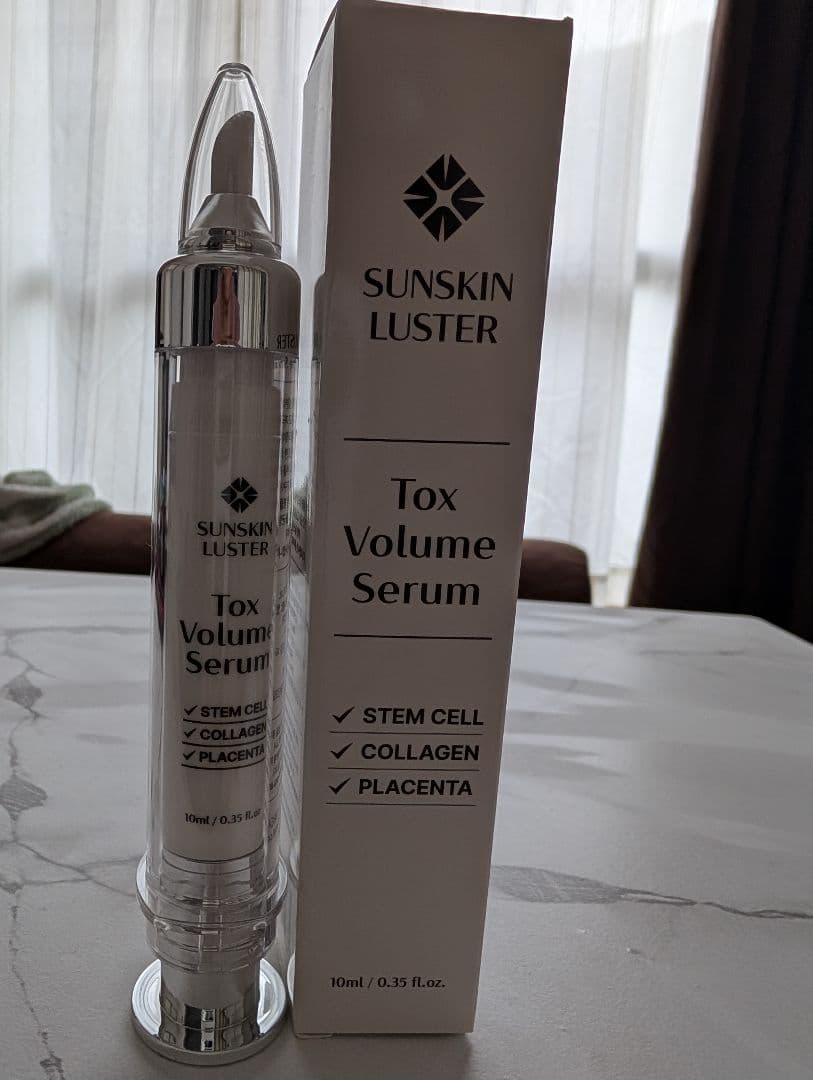 SUNSKIN
LUSTER
Tox
Volume
Serum
✓ STEM CELL
✓ COLLAGEN
✓ PLACENTA
10ml / 0.35 fl.oz.
SUNSKIN
LUSTER
Tox
Volume
Serum
✓ STEM CELL
✓ COLLAGEN
✓ PLACENTA
10ml / 0.35 fl.oz.